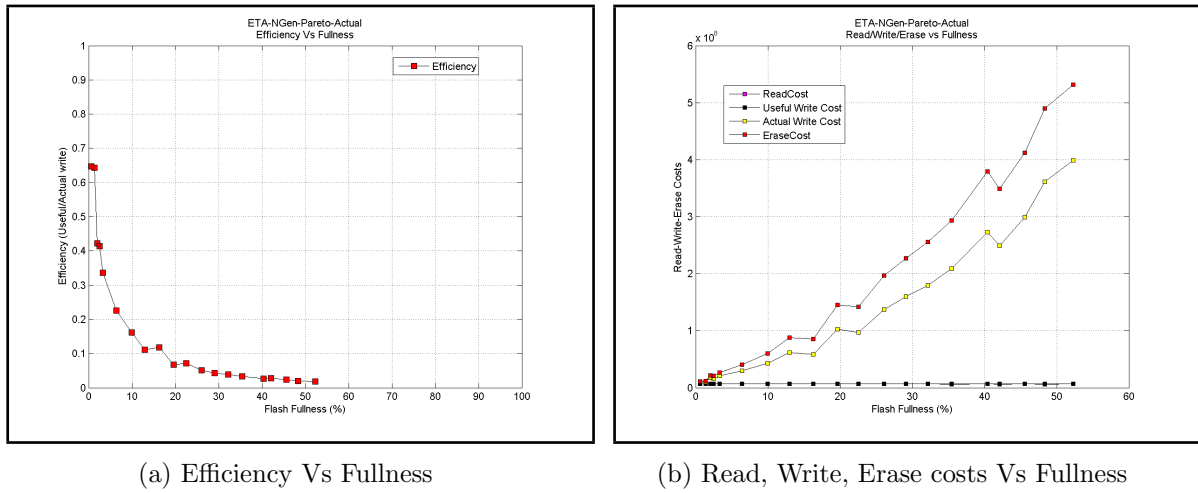 ETA-NGen-Pareto-Actual
Efficiency Vs Fullness
1
0.9
0.8
0.7
0.6
0.5
0.4
0.3
0.2
0.1
0
Efficiency (Useful/Actual write)
Efficiency
0 10 20 30 40 50 60 70 80 90 100
Flash Fullness (%)
(a) Efficiency Vs Fullness
ETA-NGen-Pareto-Actual
Read/Write/Erase vs Fullness
x 10^8
6
5
4
3
2
1
0
Read-Write-Erase Costs
ReadCost
Useful Write Cost
Actual Write Cost
EraseCost
0 10 20 30 40 50 60
Flash Fullness (%)
(b) Read, Write, Erase costs Vs Fullness